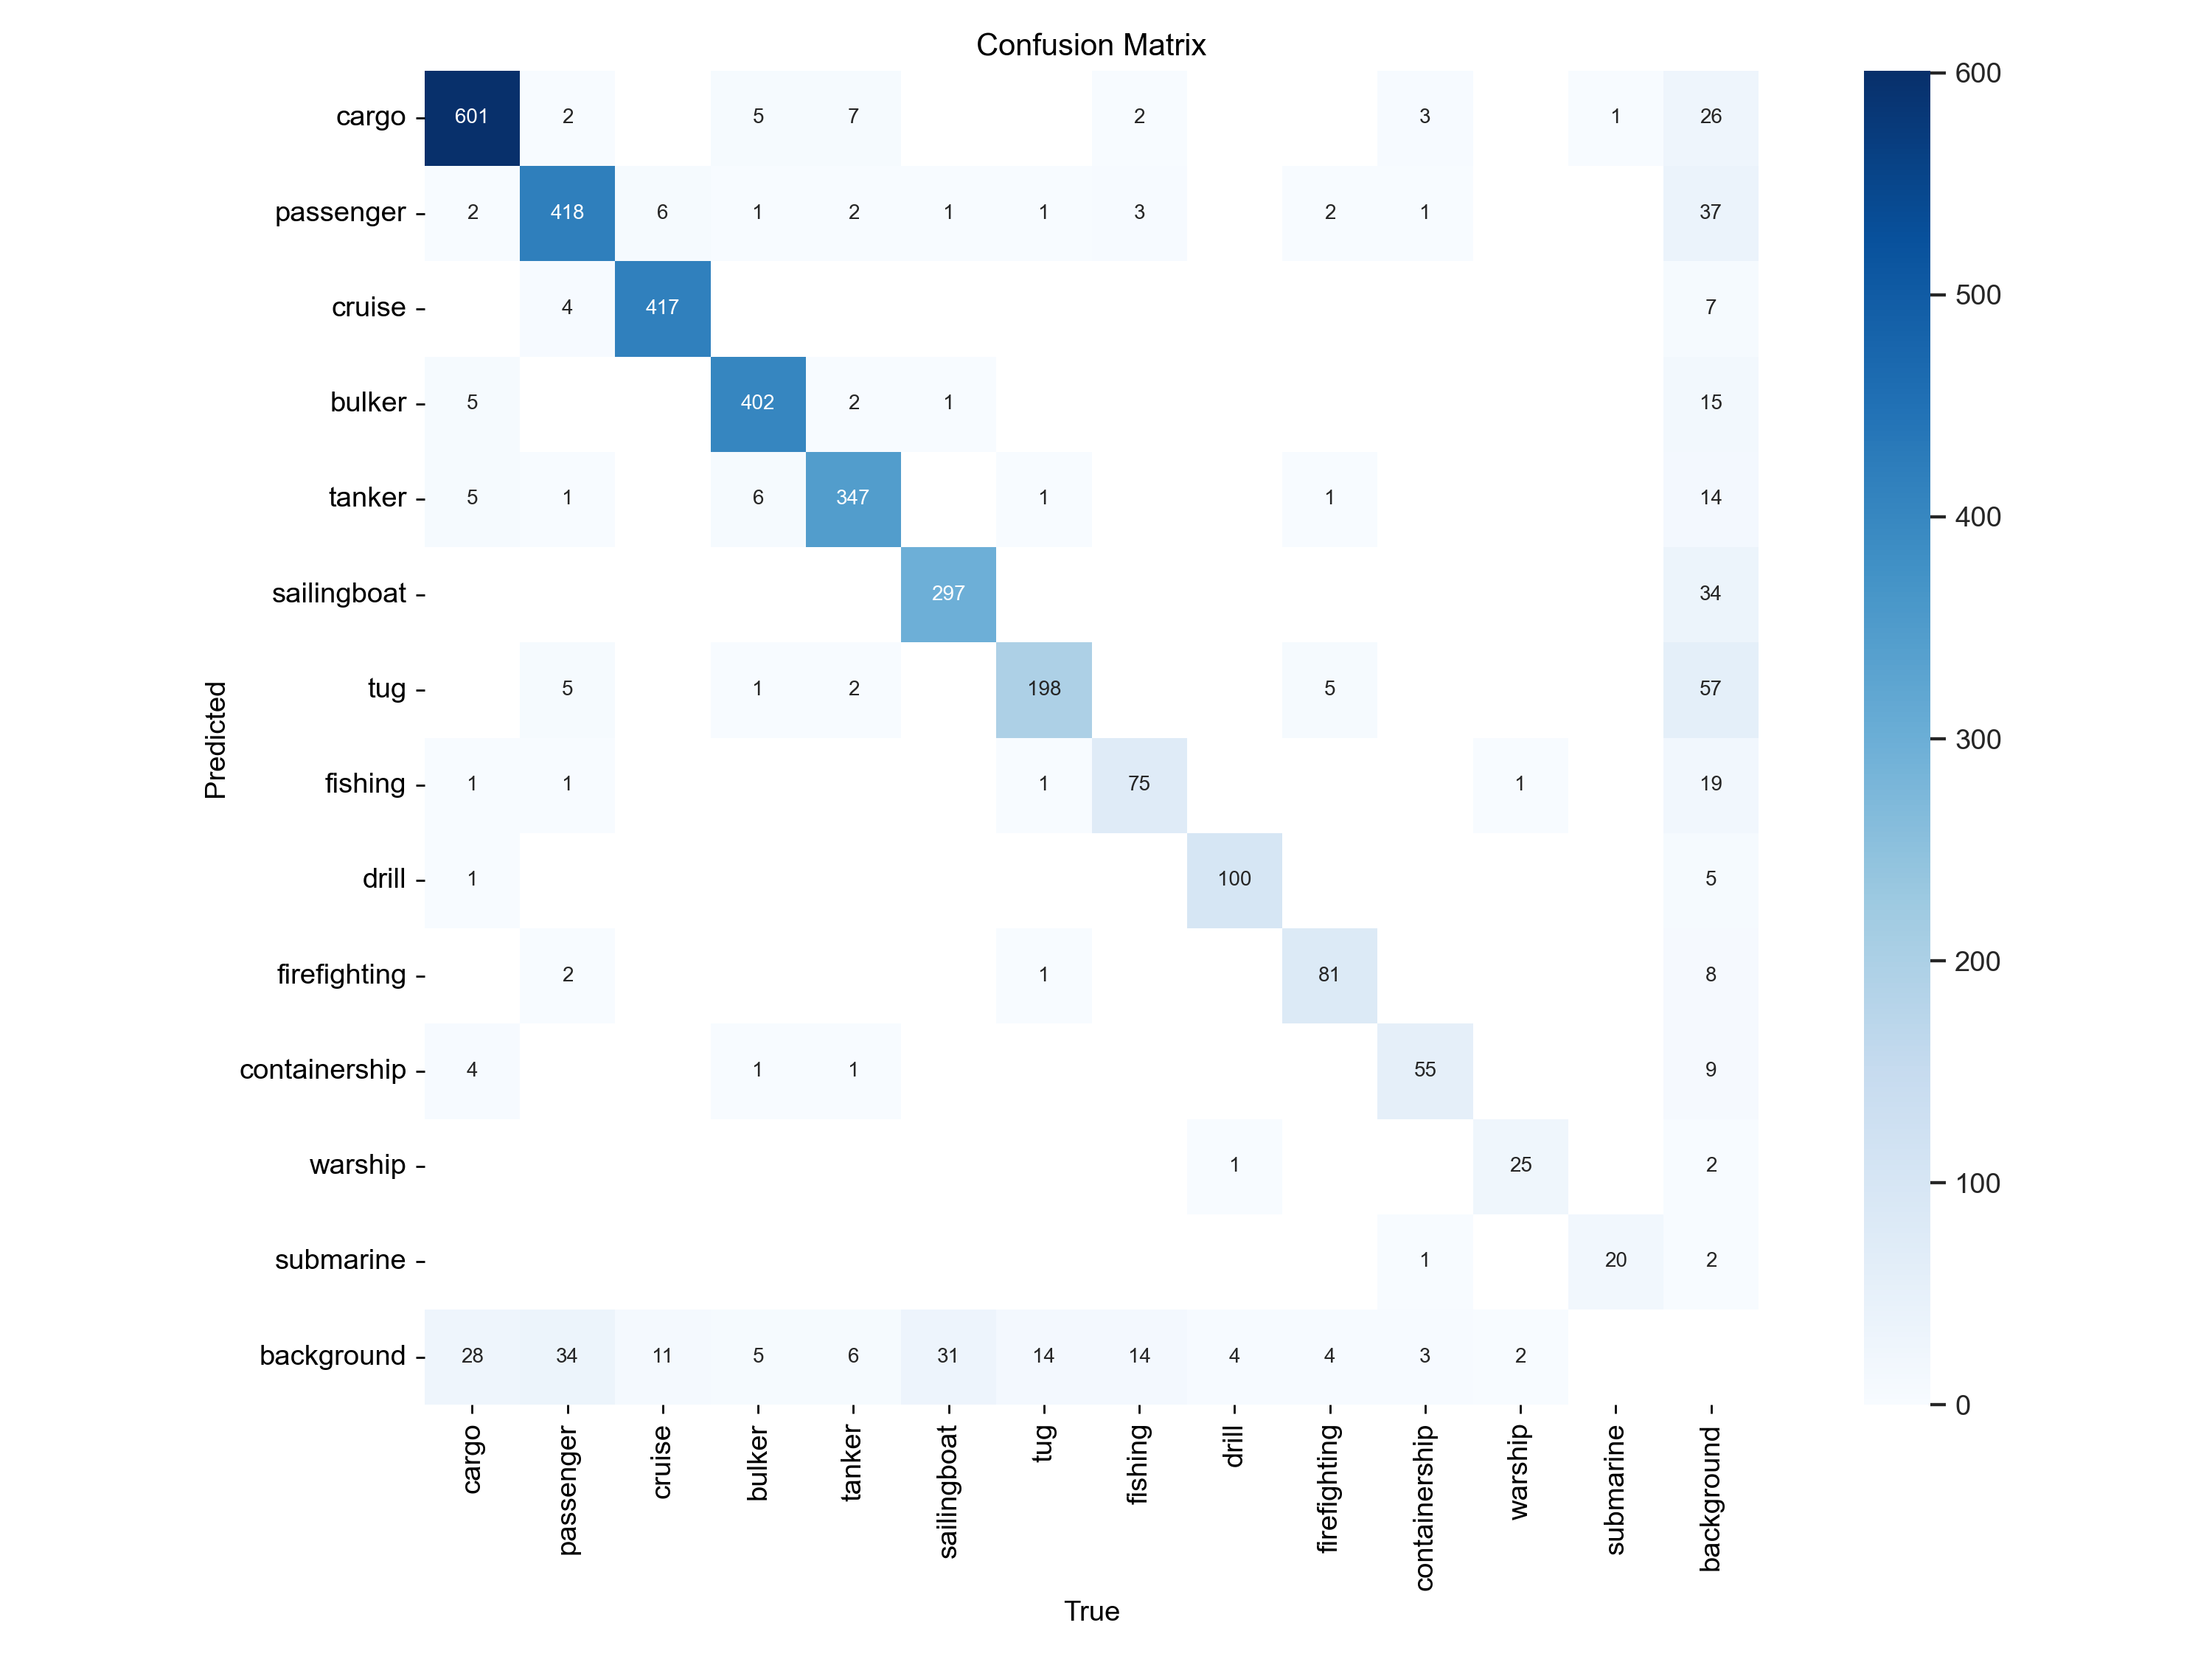 Confusion Matrix
cargo 601 2 5 7 2 3 1 26
passenger 2 418 6 1 2 1 1 3 2 1 37
cruise 4 417 7
bulker 5 402 2 1 15
tanker 5 1 6 347 1 1 14
sailingboat 297 34
tug 5 1 2 198 5 57
fishing 1 1 1 75 1 19
drill 1 100 5
firefighting 2 1 81 8
containership 4 1 1 55 9
warship 1 25 2
submarine 1 20 2
background 28 34 11 5 6 31 14 14 4 4 3 2
cargo passenger cruise bulker tanker sailingboat tug fishing drill firefighting containership warship submarine background
True
Predicted
600
500
400
300
200
100
0